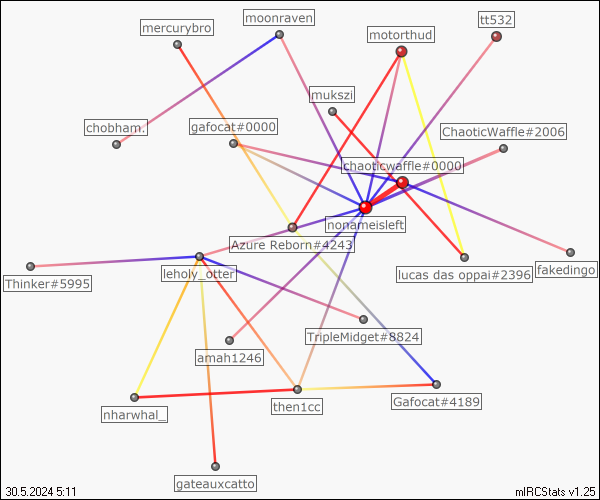 moonraven
tt532
mercurybro
motorthud
mukszi
chobham.
gafocat#0000
ChaoticWaffle#2006
chaoticwaffle#0000
nonameisleft
Azure Reborn#4243
Thinker#5995
leholy_otter
lucas das oppai#2396
fakedingo
TripleMidget#8824
amah1246
nharwhal_
then1cc
Gafocat#4189
gateauxcatto
30.5.2024 5:11
mIRCStats v1.25